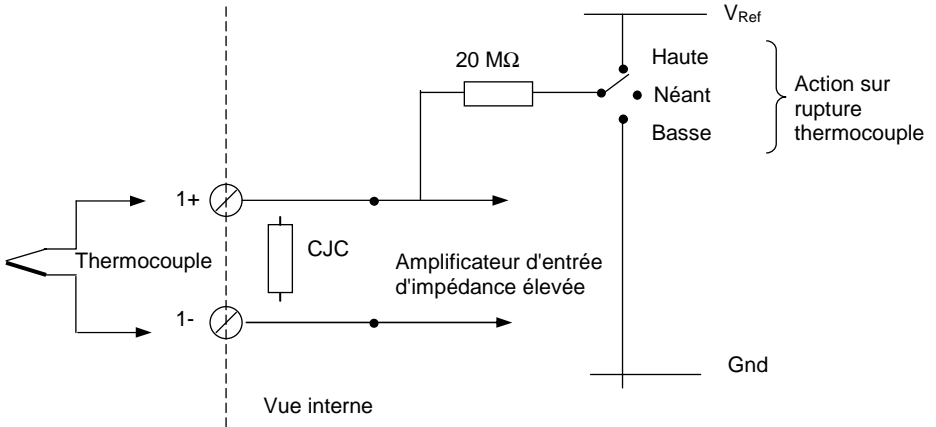 V Ref
20 MΩ
Haute
Néant
Basse
Action sur
rupture
thermocouple
1+
Thermocouple
CJC
Amplificateur d'entrée
d'impédance élevée
1-
Gnd
Vue interne